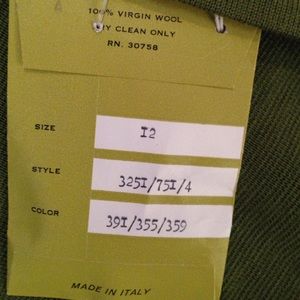 100% VIRGIN WOOL
DRY CLEAN ONLY
RN. 30758
SIZE I2
STYLE 325I/75I/4
COLOR 39I/355/359
MADE IN ITALY